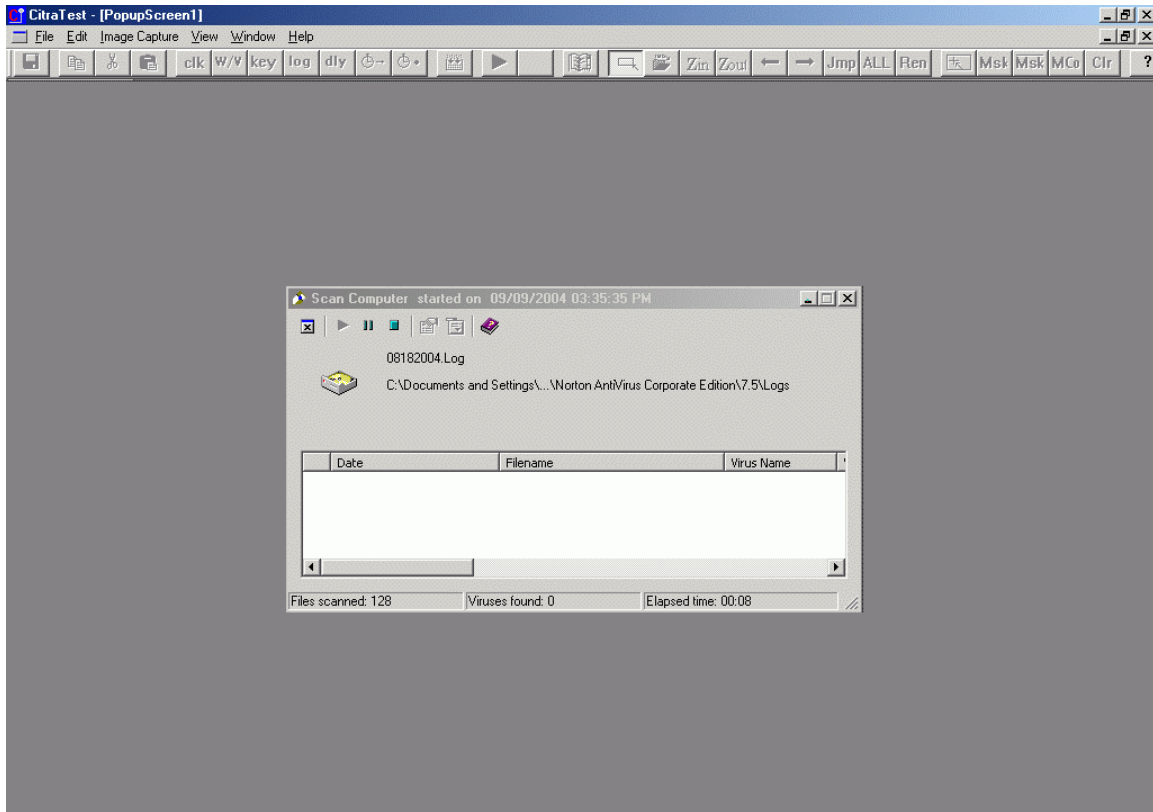 CitraTest - [PopupScreen1]
File Edit Image Capture View Window Help
clk W/V key log dly Zin Zout Jmp ALL Ren Msk Msk MCo Clr ?
Scan Computer started on 09/09/2004 03:35:35 PM
08182004.Log
C:\Documents and Settings\...\Norton AntiVirus Corporate Edition\7.5\Logs
Date Filename Virus Name
Files scanned: 128 Viruses found: 0 Elapsed time: 00:08